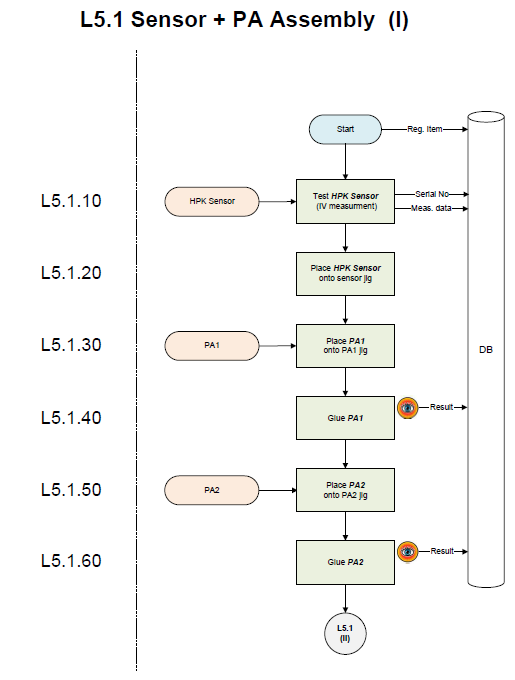 L5.1 Sensor + PA Assembly (I)
Start
Reg. Item
L5.1.10
HPK Sensor
Test HPK Sensor
(IV measurment)
Serial No
Meas. data
L5.1.20
Place HPK Sensor
onto sensor jig
L5.1.30
PA1
Place PA1
onto PA1 jig
DB
L5.1.40
Glue PA1
Result
L5.1.50
PA2
Place PA2
onto PA2 jig
L5.1.60
Glue PA2
Result
L5.1
(II)